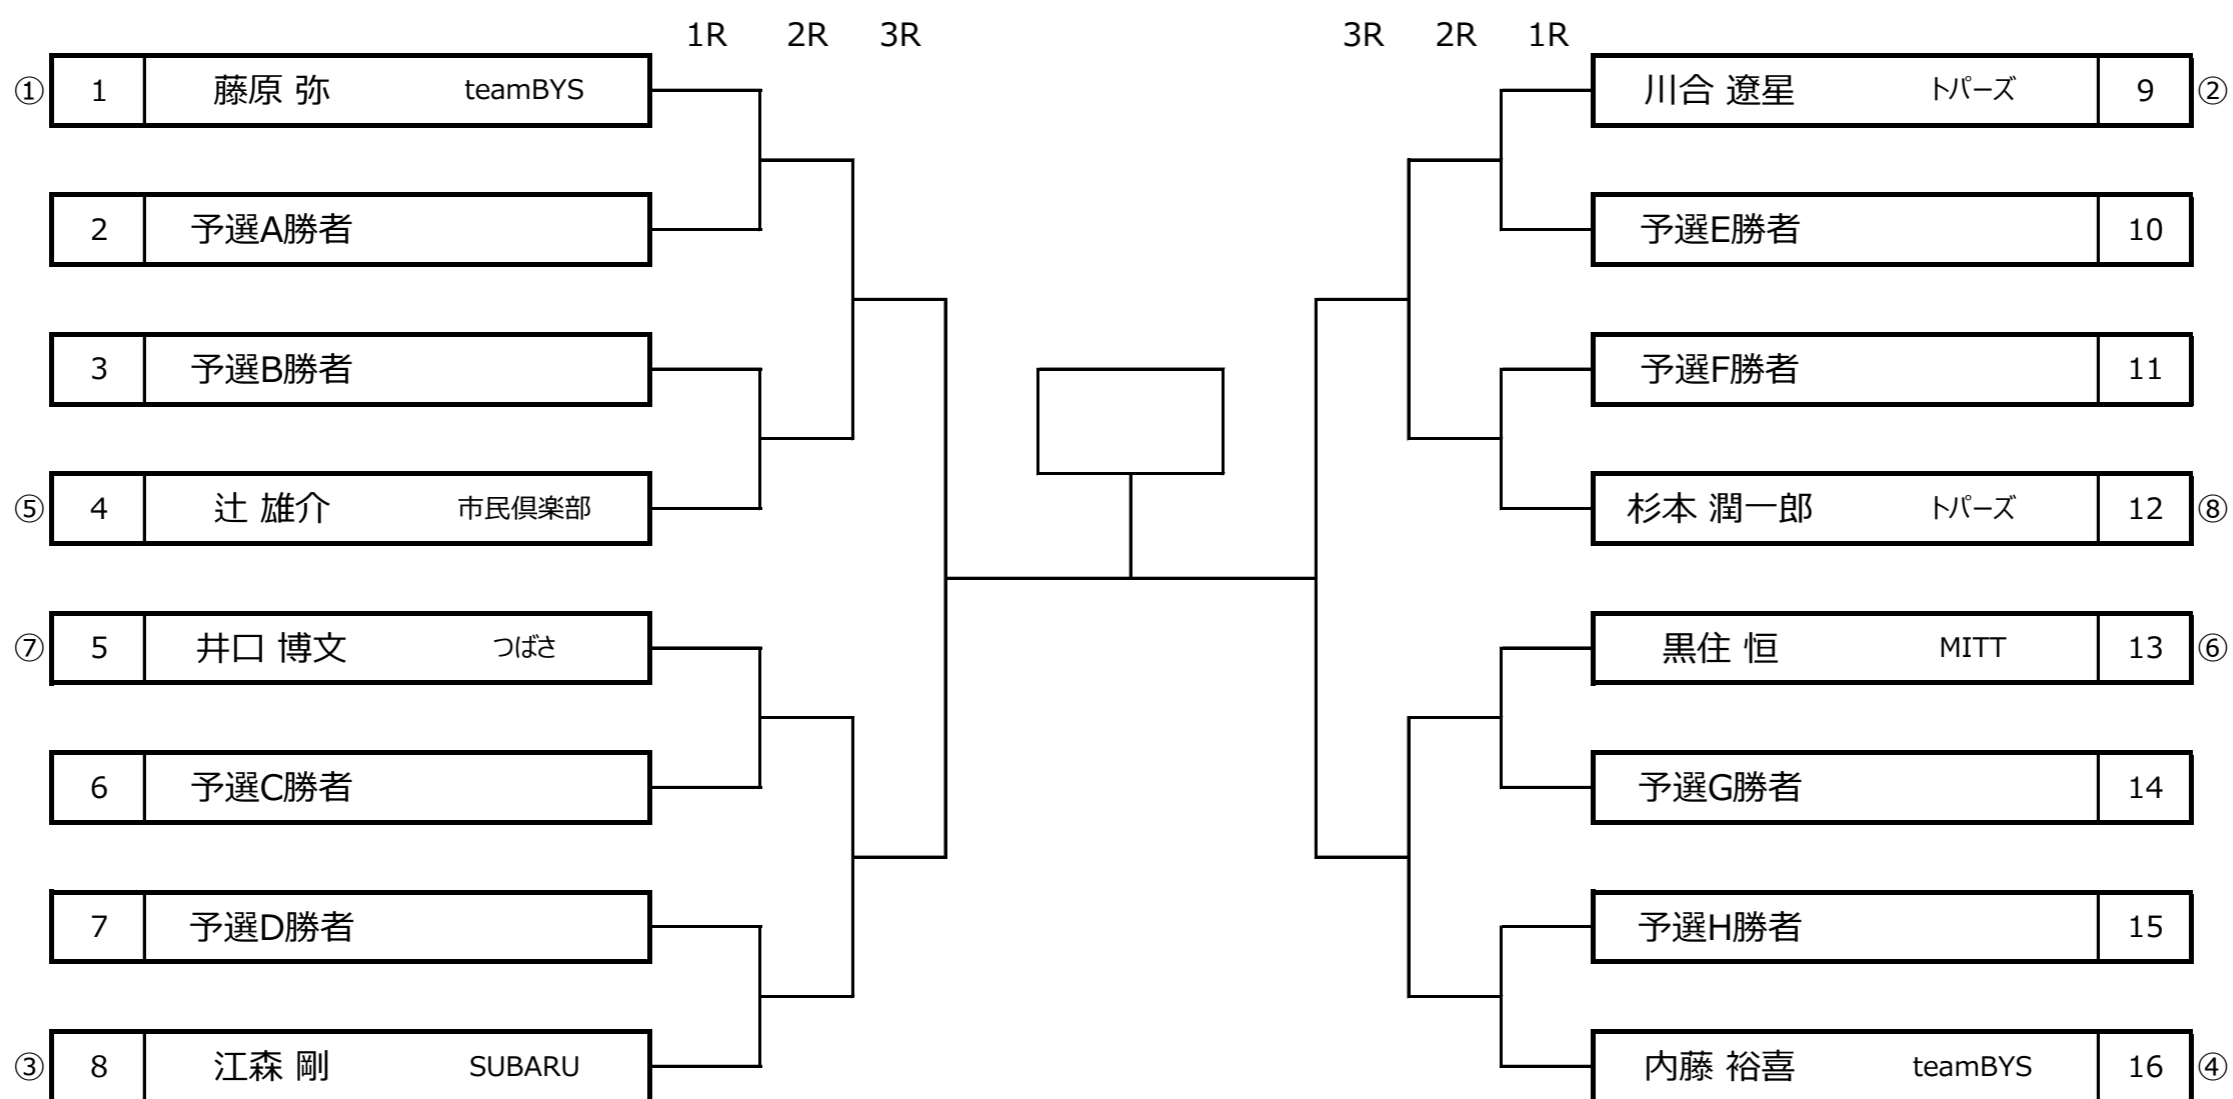 1R 2R 3R 3R 2R 1R
① 1 藤原 弥 teamBYS 川合 遼星 トパーズ 9 ②
2 予選A勝者 予選E勝者 10
3 予選B勝者 予選F勝者 11
⑤ 4 辻 雄介 市民倶楽部 杉本 潤一郎 トパーズ 12 ⑧
⑦ 5 井口 博文 つばさ 黒住 恒 MITT 13 ⑥
6 予選C勝者 予選G勝者 14
7 予選D勝者 予選H勝者 15
③ 8 江森 剛 SUBARU 内藤 裕喜 teamBYS 16 ④